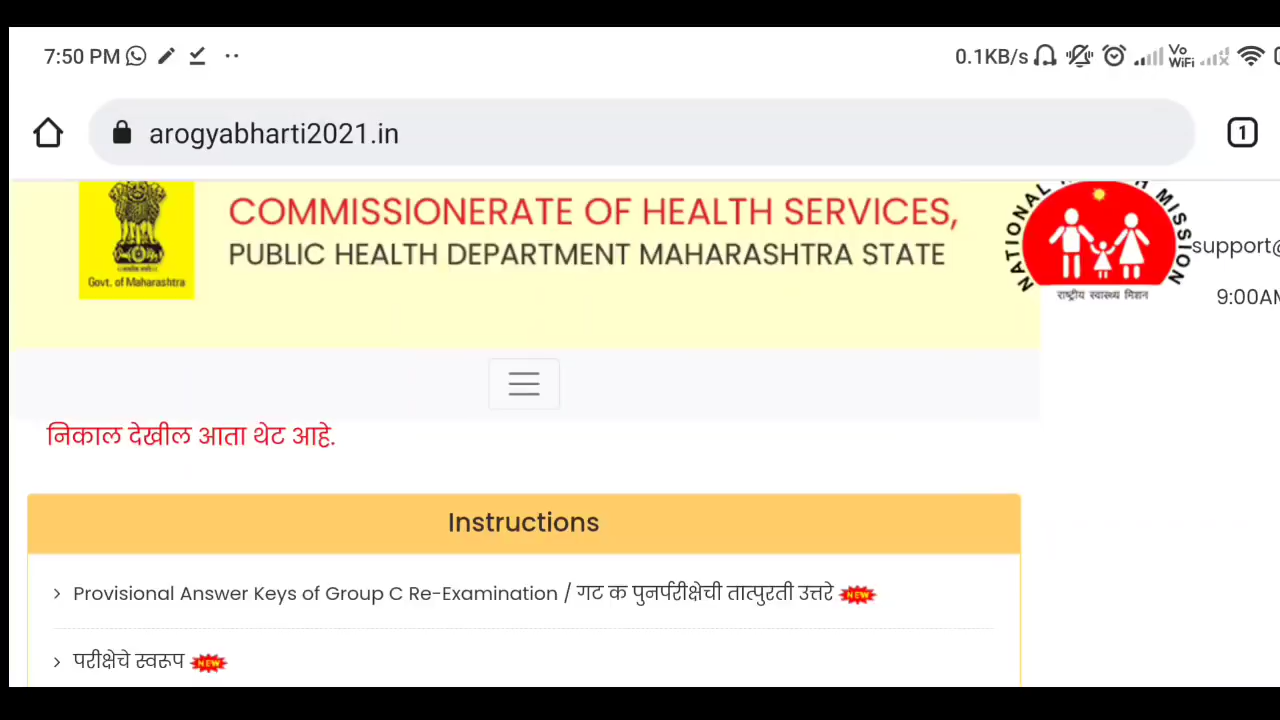 7:50 PM
0.1KB/s
Vo WiFi
arogyabharti2021.in
1
COMMISSIONERATE OF HEALTH SERVICES,
PUBLIC HEALTH DEPARTMENT MAHARASHTRA STATE
Govt. of Maharashtra
NATIONAL MISSION
राष्ट्रीय स्वास्थ्य मिशन
support@
9:00AM
निकाल देखील आता थेट आहे.
Instructions
Provisional Answer Keys of Group C Re-Examination / गट क पुनर्परीक्षेची तात्पुरती उत्तरे NEW
परीक्षेचे स्वरूप NEW